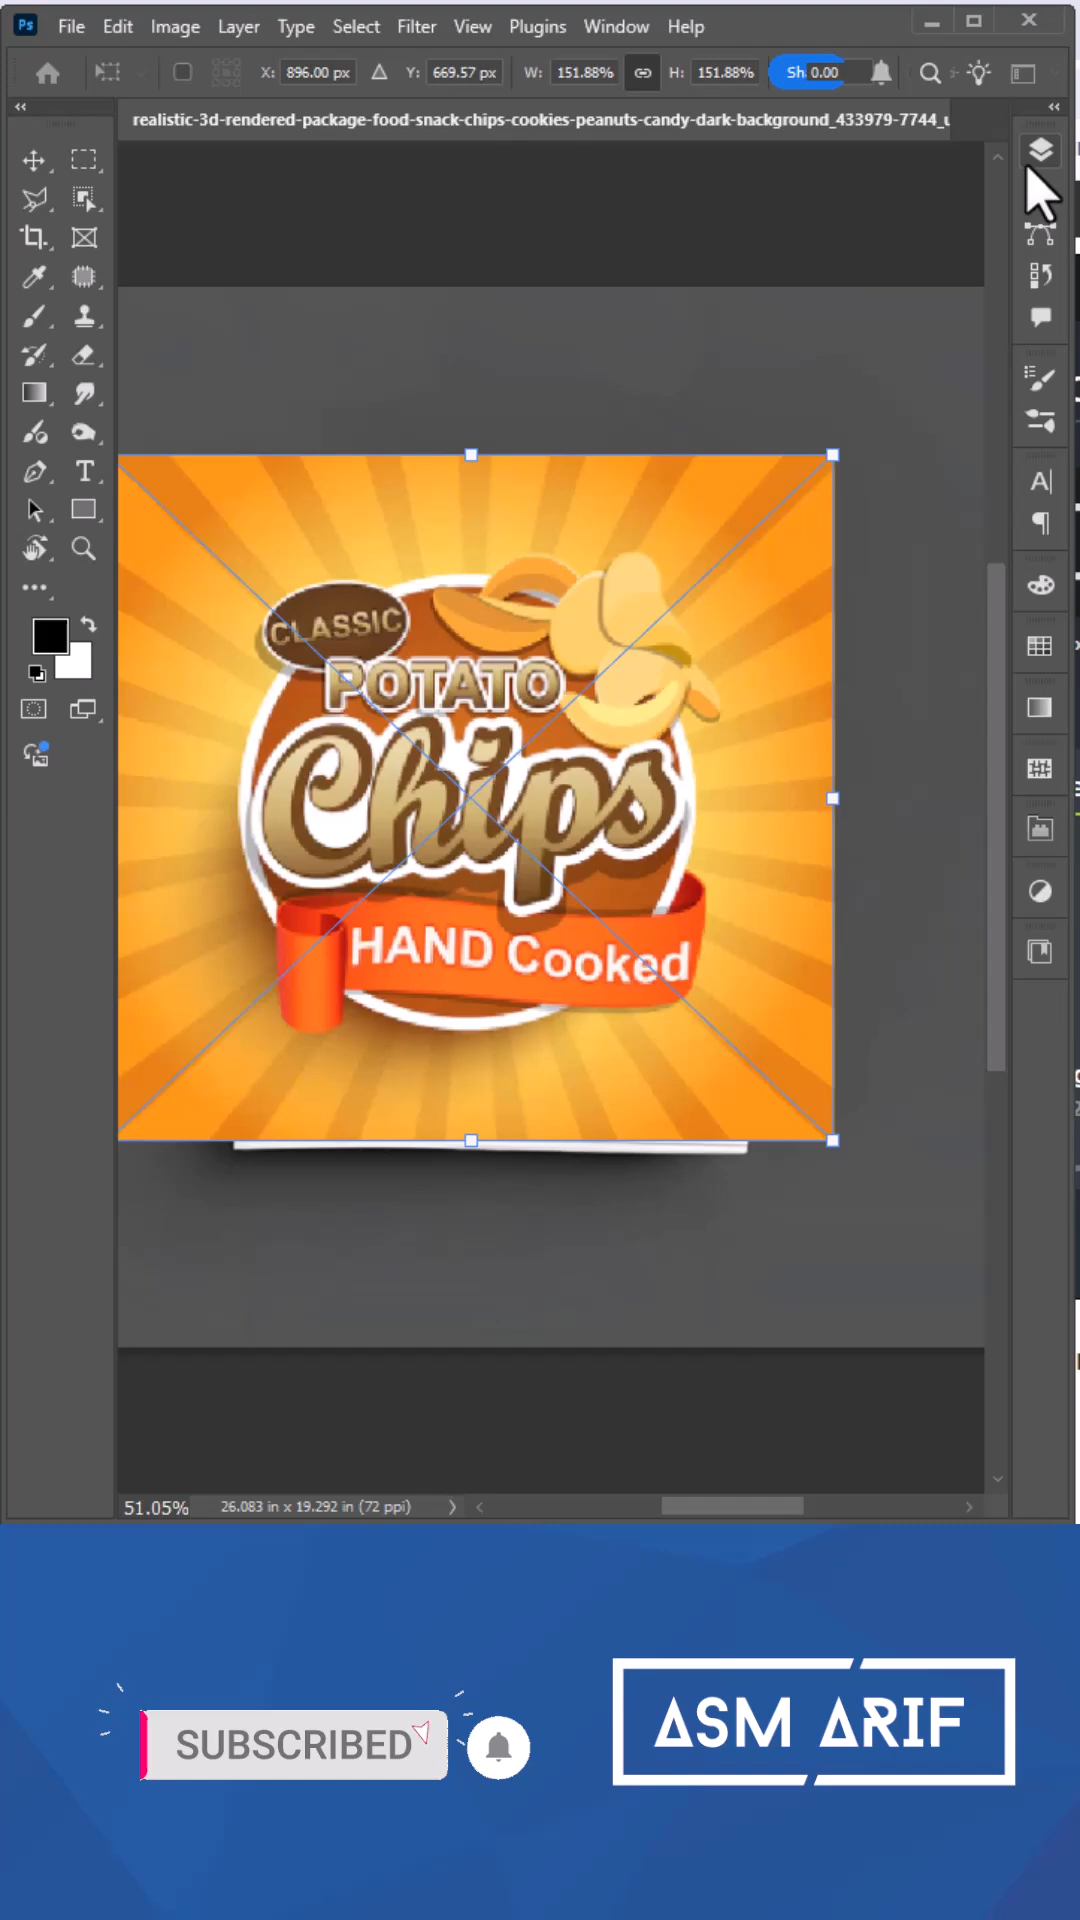 Ps File Edit Image Layer Type Select Filter View Plugins Window Help
X: 896.00 px Y: 669.57 px W: 151.88% H: 151.88% Sh 0.00
realistic-3d-rendered-package-food-snack-chips-cookies-peanuts-candy-dark-background_433979-7744_u
CLASSIC
POTATO
Chips
HAND Cooked
51.05% 26.083 in x 19.292 in (72 ppi)
SUBSCRIBED
ASM ARIF